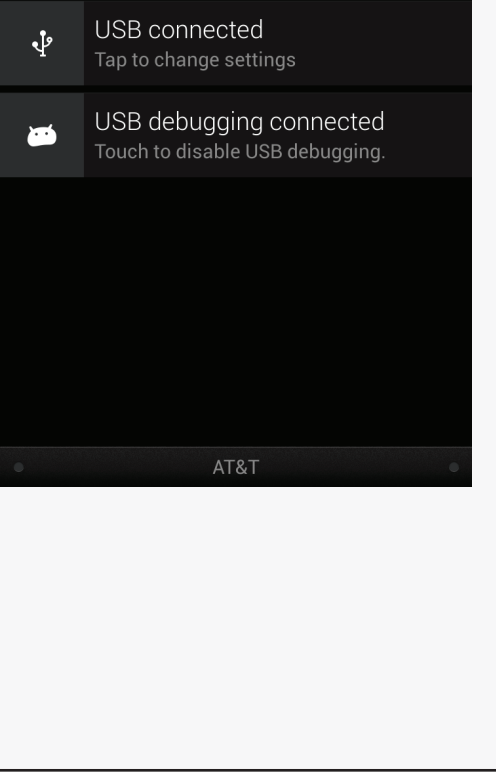 USB connected
Tap to change settings
USB debugging connected
Touch to disable USB debugging.
AT&T